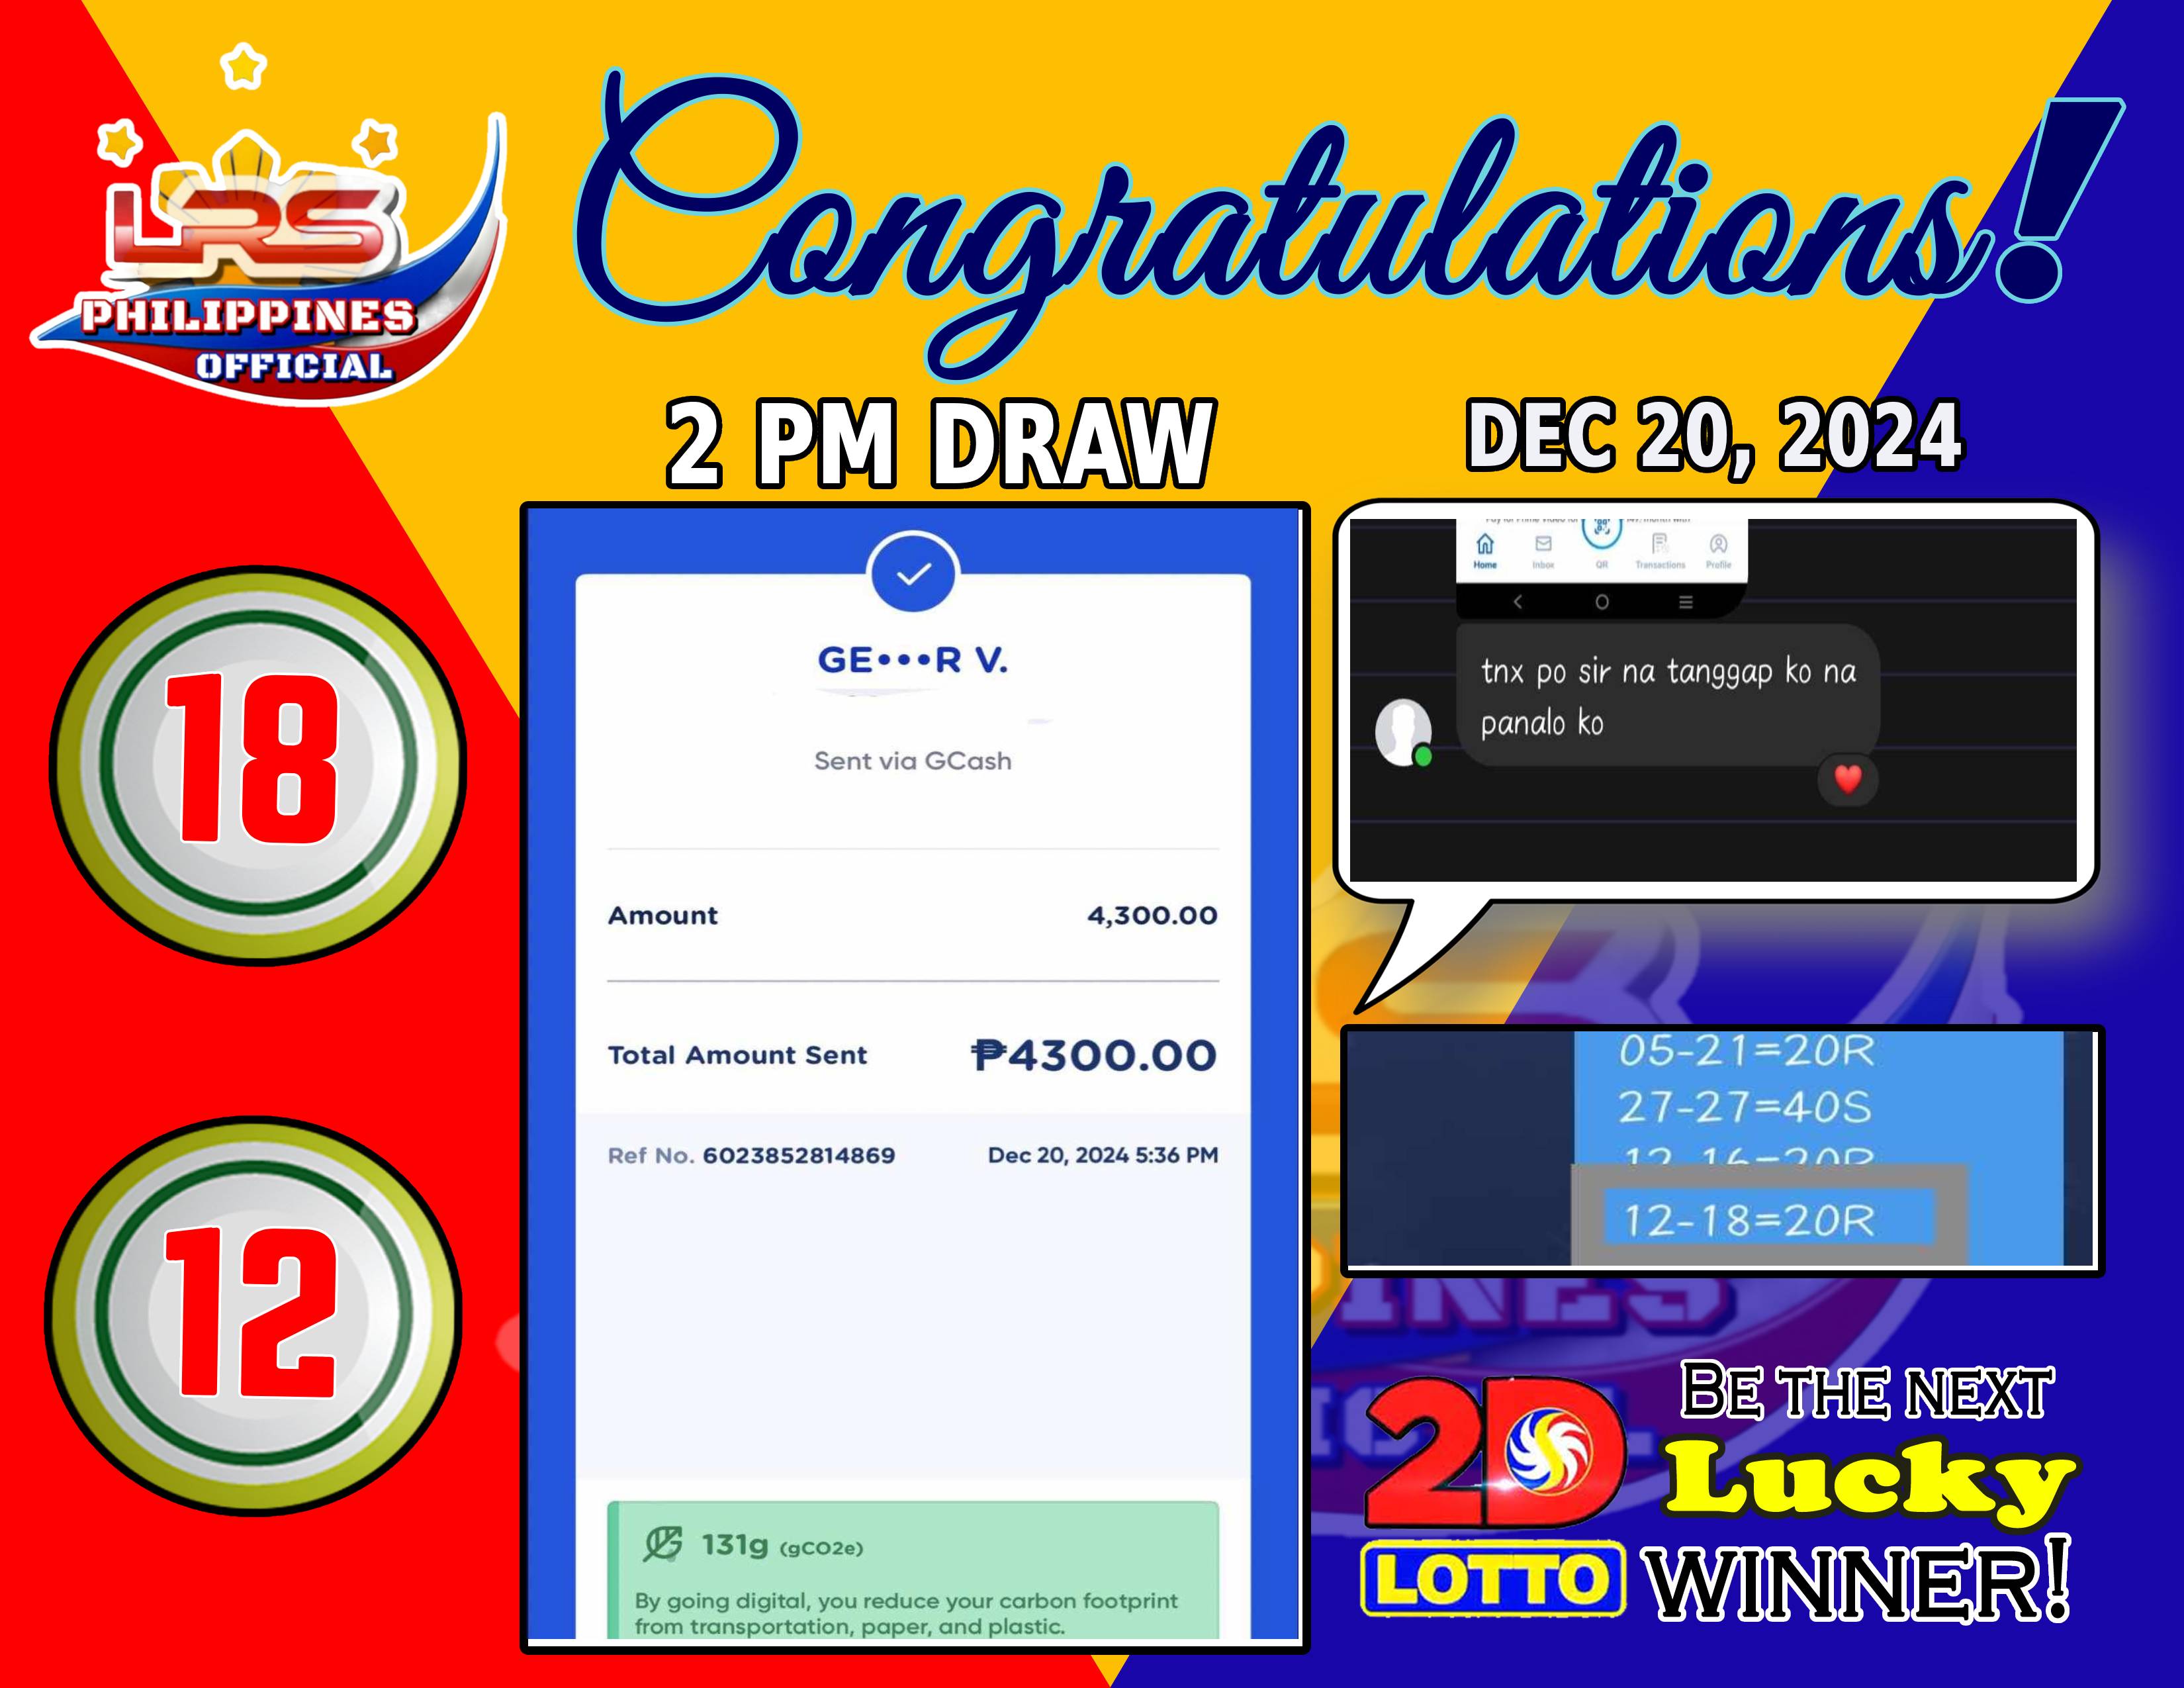 Congratulations!
LRS
PHILIPPINES
OFFICIAL
2 PM DRAW
DEC 20, 2024
18
12
GE•••R V.
Sent via GCash
Amount 4,300.00
Total Amount Sent ₱4300.00
Ref No. 6023852814869 Dec 20, 2024 5:36 PM
131g (gCO2e)
By going digital, you reduce your carbon footprint
from transportation, paper, and plastic.
Home Inbox QR Transactions Profile
tnx po sir na tanggap ko na
panalo ko
05-21=20R
27-27=40S
12-16=20R
12-18=20R
2D
LOTTO
BE THE NEXT
Lucky
WINNER!